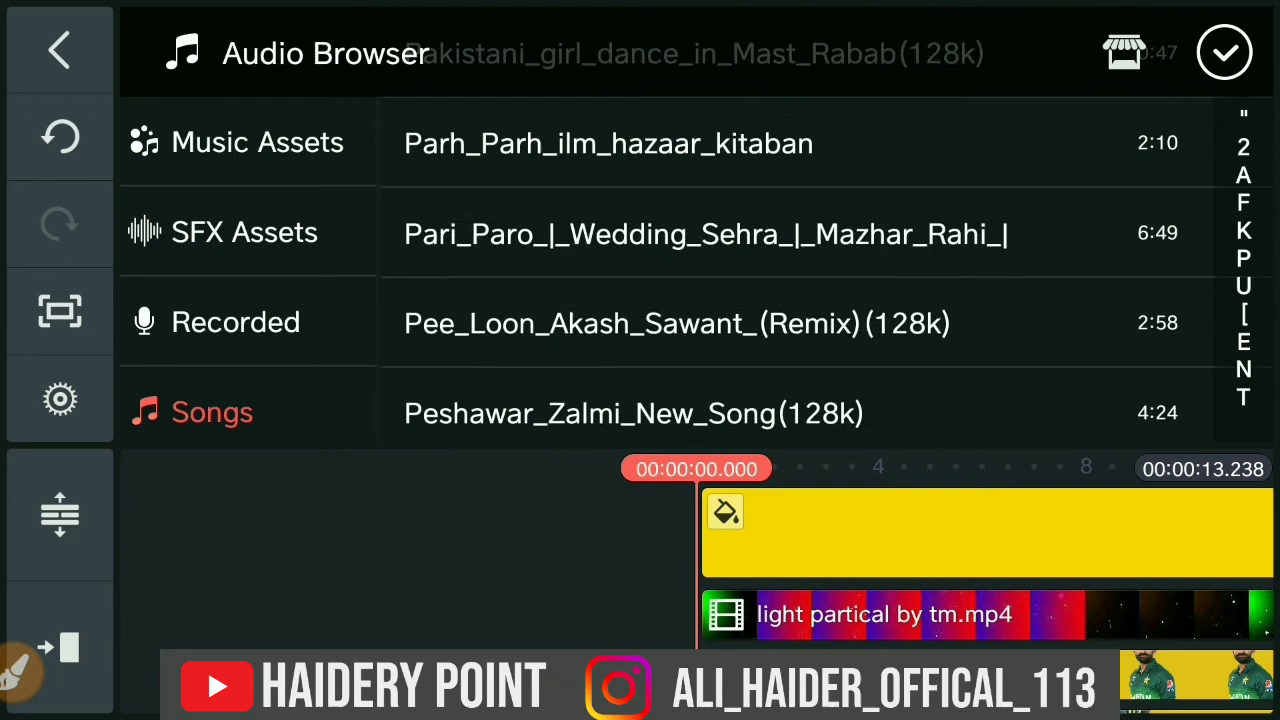 Audio Browser
Pakistani_girl_dance_in_Mast_Rabab(128k)
0:47
Music Assets
Parh_Parh_ilm_hazaar_kitaban
2:10
SFX Assets
Pari_Paro_|_Wedding_Sehra_|_Mazhar_Rahi_|
6:49
Recorded
Pee_Loon_Akash_Sawant_(Remix)(128k)
2:58
Songs
Peshawar_Zalmi_New_Song(128k)
4:24
"
2
A
F
K
P
U
[
E
N
T
00:00:00.000
4
8
00:00:13.238
light partical by tm.mp4
HAIDERY POINT
ALI_HAIDER_OFFICAL_113